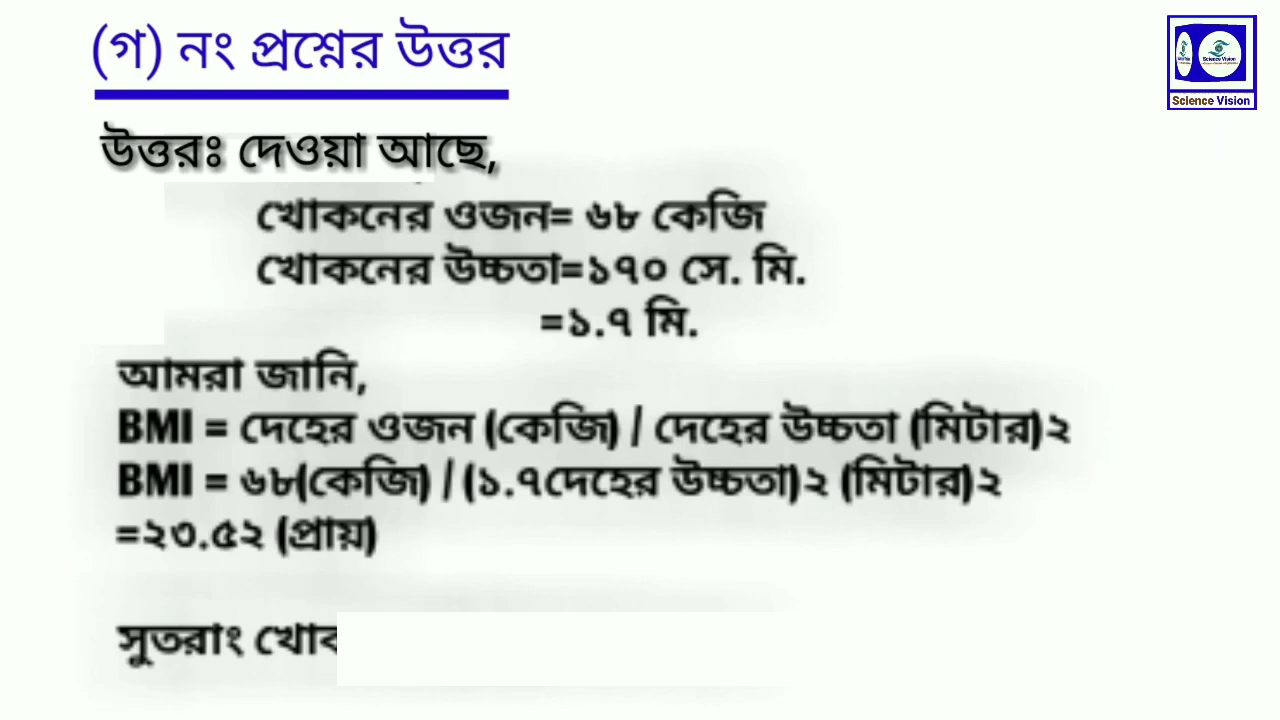 (গ) নং প্রশ্নের উত্তর
Science Vision
উত্তরঃ দেওয়া আছে,
খোকনের ওজন= ৬৮ কেজি
খোকনের উচ্চতা=১৭০ সে. মি.
=১.৭ মি.
আমরা জানি,
BMI = দেহের ওজন (কেজি) / দেহের উচ্চতা (মিটার)২
BMI = ৬৮(কেজি) / (১.৭দেহের উচ্চতা)২ (মিটার)২
=২৩.৫২ (প্রায়)
সুতরাং